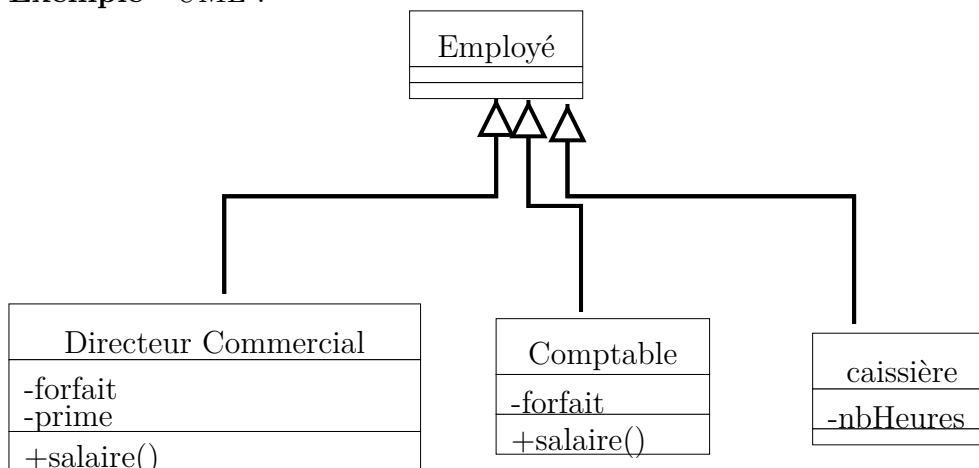 Exemple UML :
Employé
Directeur Commercial
-forfait
-prime
+salaire()
Comptable
-forfait
+salaire()
caissière
-nbHeures